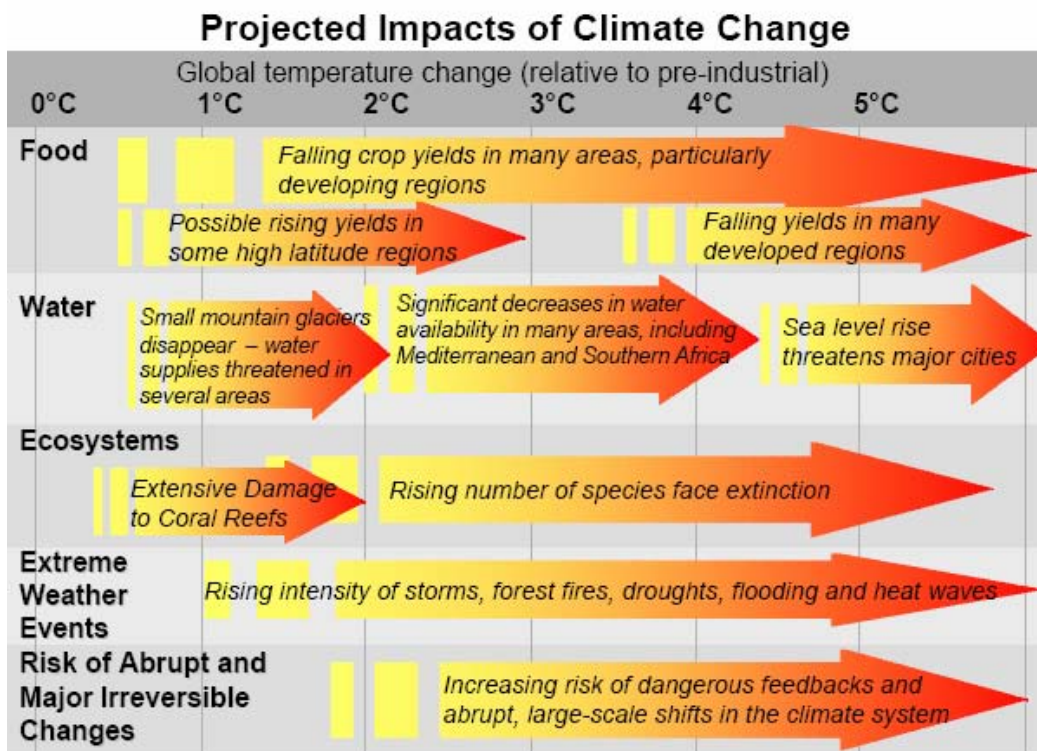 Projected Impacts of Climate Change
Global temperature change (relative to pre-industrial)
0°C 1°C 2°C 3°C 4°C 5°C
Food
Falling crop yields in many areas, particularly
developing regions
Possible rising yields in
some high latitude regions
Falling yields in many
developed regions
Water
Small mountain glaciers
disappear – water
supplies threatened in
several areas
Significant decreases in water
availability in many areas, including
Mediterranean and Southern Africa
Sea level rise
threatens major cities
Ecosystems
Extensive Damage
to Coral Reefs
Rising number of species face extinction
Extreme
Weather
Events
Rising intensity of storms, forest fires, droughts, flooding and heat waves
Risk of Abrupt and
Major Irreversible
Changes
Increasing risk of dangerous feedbacks and
abrupt, large-scale shifts in the climate system